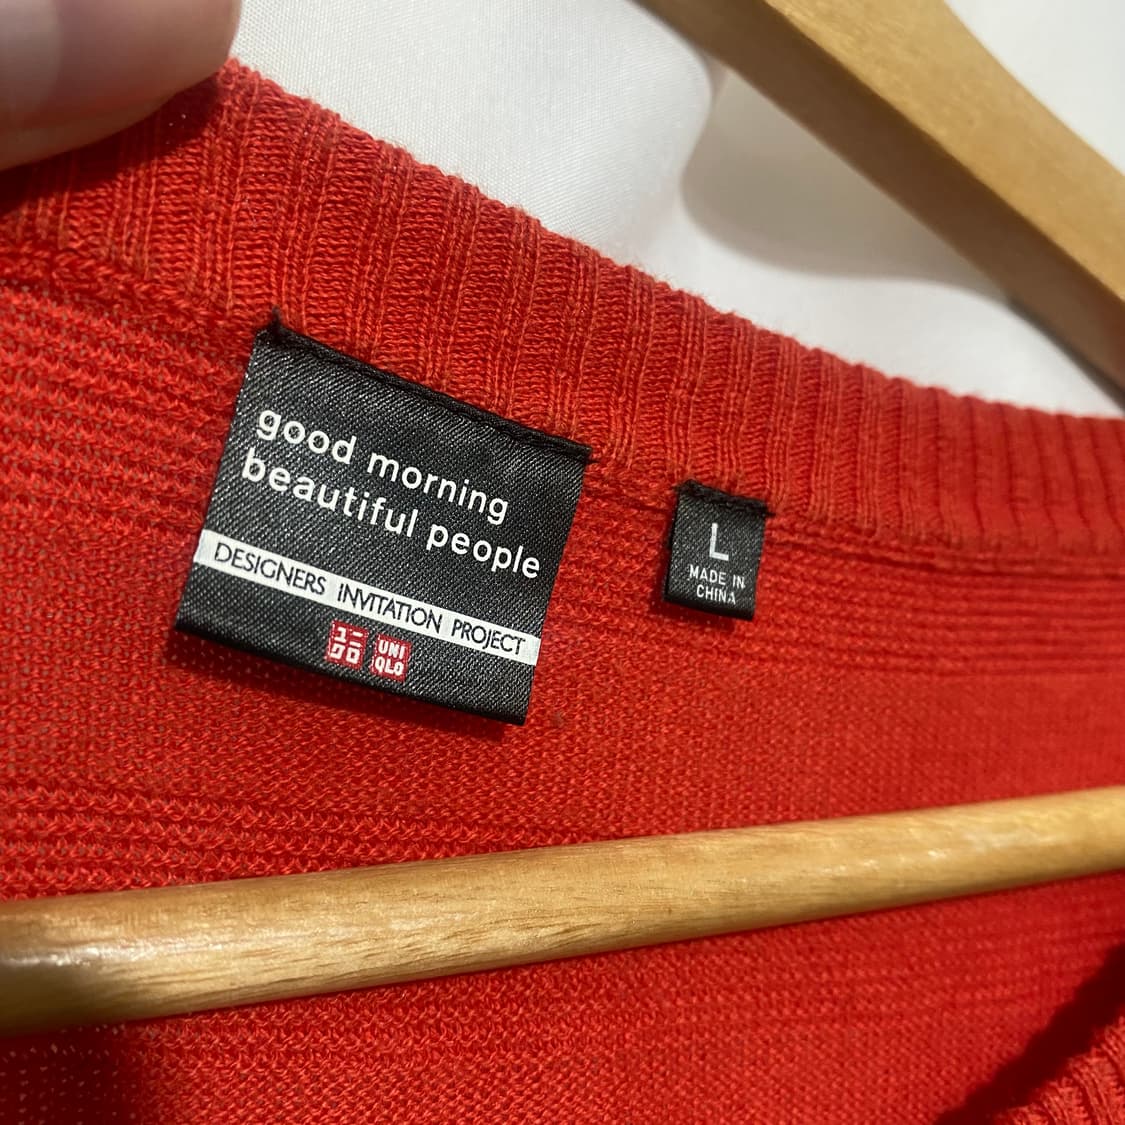 good morning
beautiful people
DESIGNERS INVITATION PROJECT
ユニ UNI
クロ QLO
L
MADE IN
CHINA